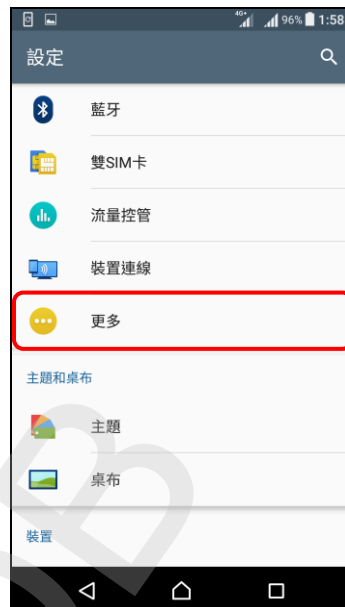 4G+ 96% 1:58
設定
藍牙
雙SIM卡
流量控管
裝置連線
更多
主題和桌布
主題
桌布
裝置